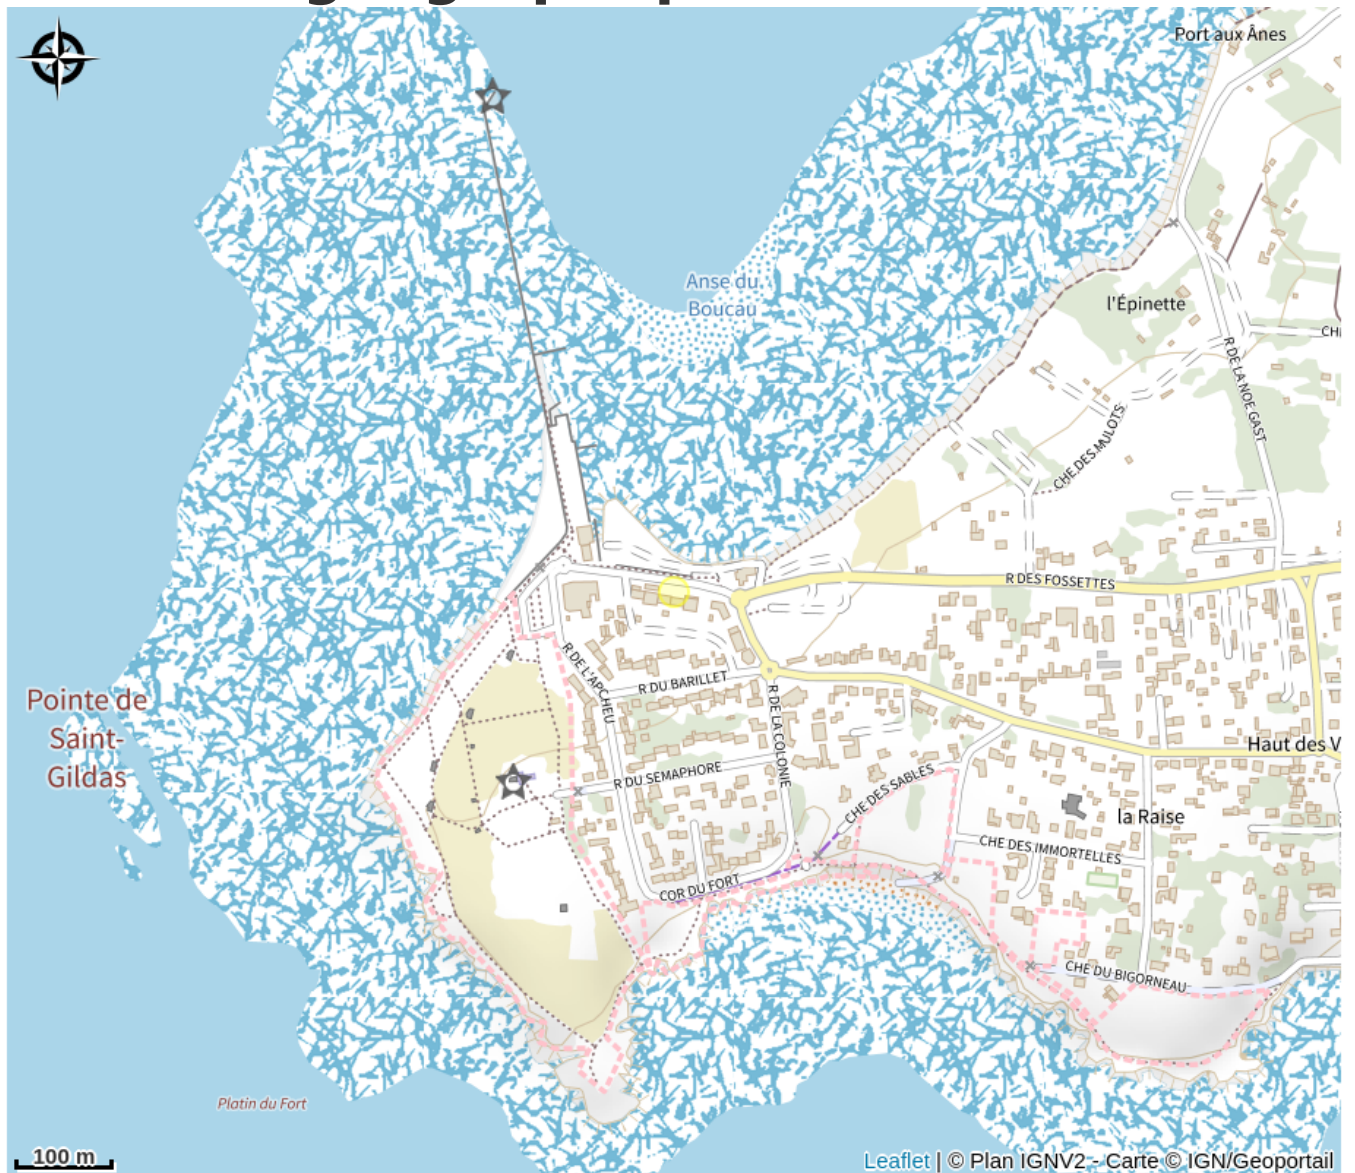 Port aux Ânes
Anse du
Boucau
l'Épinette
CHE
R DE LA NOE GAST
CHE DES MULOTS
R DES FOSSETTES
R DE L'APCHEU
R DU BARILLET
R DE LA COLONIE
Pointe de
Saint-
Gildas
Haut des V
R DU SEMAPHORE
CHE DES SABLES
la Raise
CHE DES IMMORTELLES
COR DU FORT
CHE DU BIGORNEAU
Platin du Fort
100 m
Leaflet | © Plan IGNV2 - Carte © IGN/Geoportail